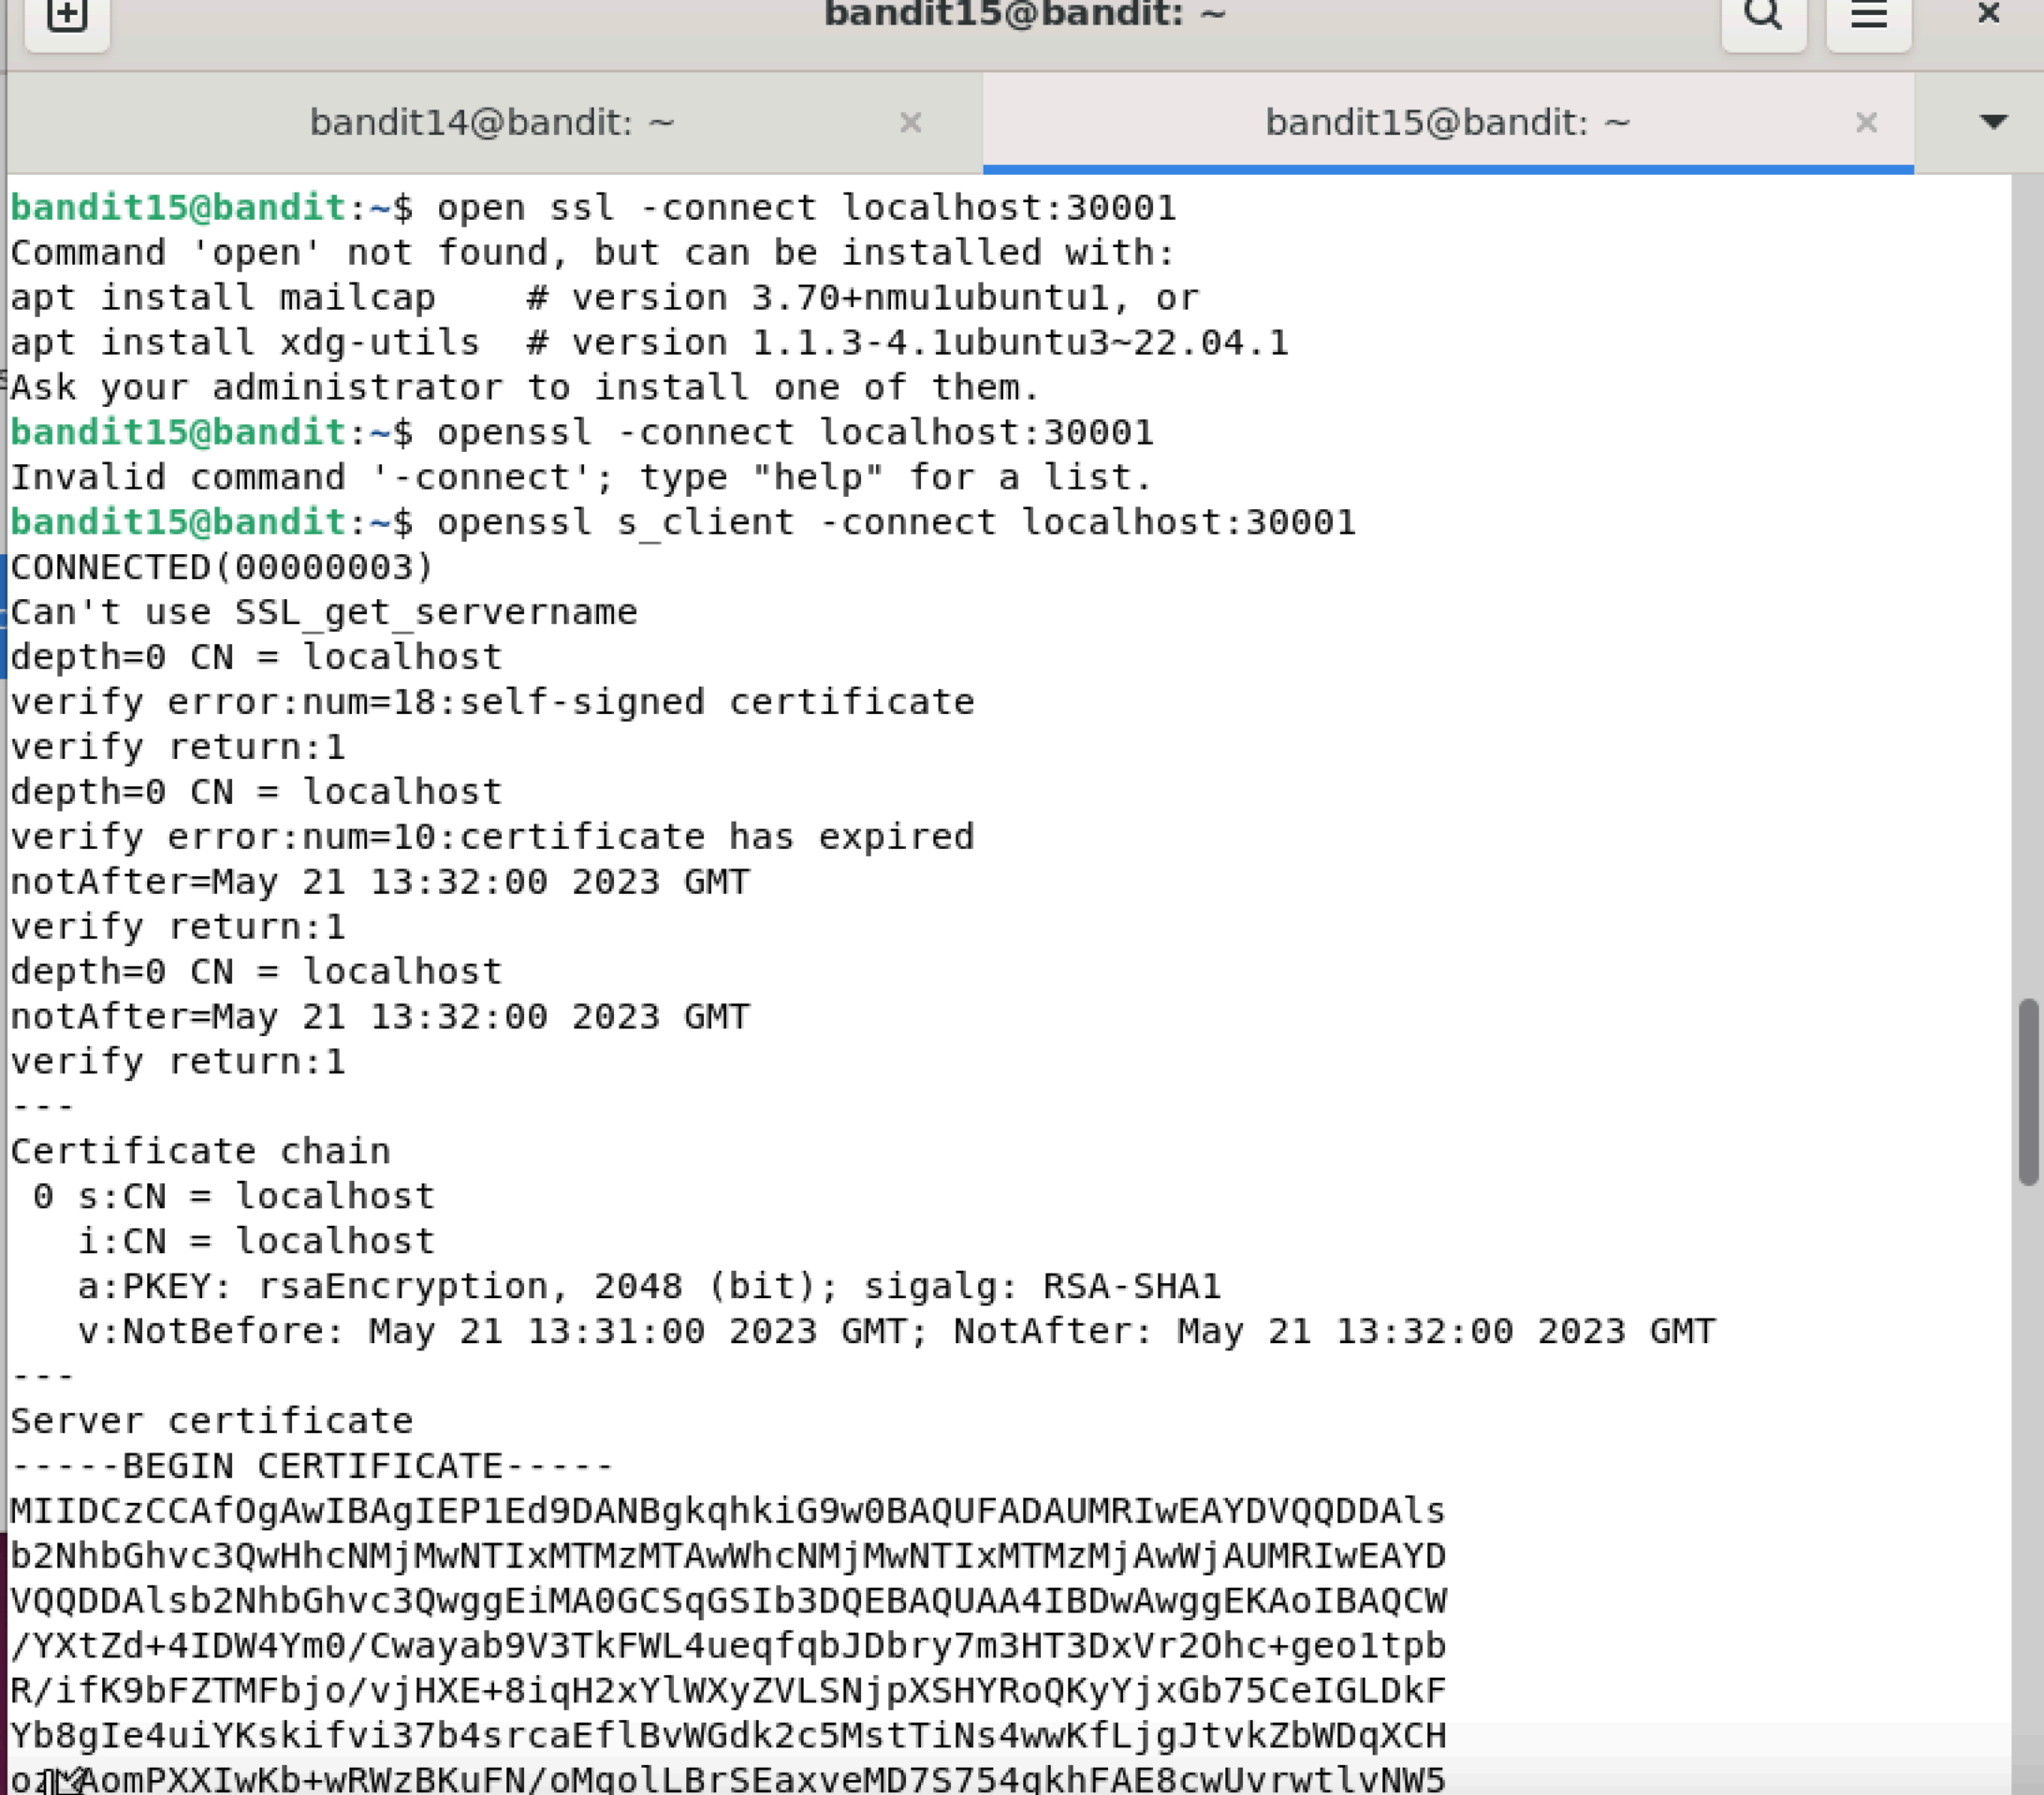 bandit15@bandit: ~
bandit14@bandit: ~
bandit15@bandit: ~
bandit15@bandit:~$ open ssl -connect localhost:30001
Command 'open' not found, but can be installed with:
apt install mailcap    # version 3.70+nmu1ubuntu1, or
apt install xdg-utils  # version 1.1.3-4.1ubuntu3~22.04.1
Ask your administrator to install one of them.
bandit15@bandit:~$ openssl -connect localhost:30001
Invalid command '-connect'; type "help" for a list.
bandit15@bandit:~$ openssl s_client -connect localhost:30001
CONNECTED(00000003)
Can't use SSL_get_servername
depth=0 CN = localhost
verify error:num=18:self-signed certificate
verify return:1
depth=0 CN = localhost
verify error:num=10:certificate has expired
notAfter=May 21 13:32:00 2023 GMT
verify return:1
depth=0 CN = localhost
notAfter=May 21 13:32:00 2023 GMT
verify return:1
---
Certificate chain
 0 s:CN = localhost
   i:CN = localhost
   a:PKEY: rsaEncryption, 2048 (bit); sigalg: RSA-SHA1
   v:NotBefore: May 21 13:31:00 2023 GMT; NotAfter: May 21 13:32:00 2023 GMT
---
Server certificate
-----BEGIN CERTIFICATE-----
MIIDCzCCAfOgAwIBAgIEP1Ed9DANBgkqhkiG9w0BAQUFADAUMRIwEAYDVQQDDAls
b2NhbGhvc3QwHhcNMjMwNTIxMTMzMTAwWhcNMjMwNTIxMTMzMjAwWjAUMRIwEAYD
VQQDDAlsb2NhbGhvc3QwggEiMA0GCSqGSIb3DQEBAQUAA4IBDwAwggEKAoIBAQCW
/YXtZd+4IDW4Ym0/Cwayab9V3TkFWL4ueqfqbJDbry7m3HT3DxVr2Ohc+geo1tpb
R/ifK9bFZTMFbjo/vjHXE+8iqH2xYlWXyZVLSNjpXSHYRoQKyYjxGb75CeIGLDkF
Yb8gIe4uiYKskifvi37b4srcaEflBvWGdk2c5MstTiNs4wwKfLjgJtvkZbWDqXCH